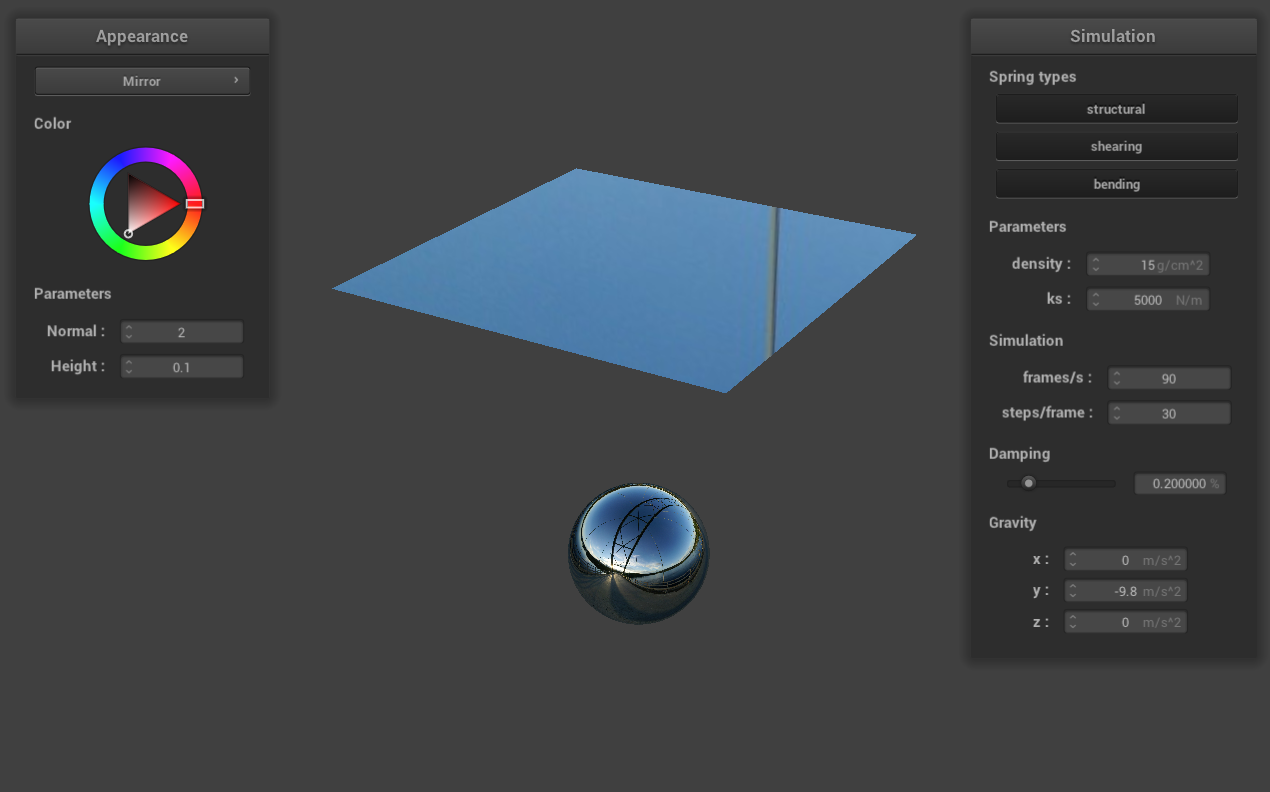 Appearance
Mirror
Color
Parameters
Normal : 2
Height : 0.1
Simulation
Spring types
structural
shearing
bending
Parameters
density : 15 g/cm^2
ks : 5000 N/m
Simulation
frames/s : 90
steps/frame : 30
Damping
0.200000 %
Gravity
x : 0 m/s^2
y : -9.8 m/s^2
z : 0 m/s^2